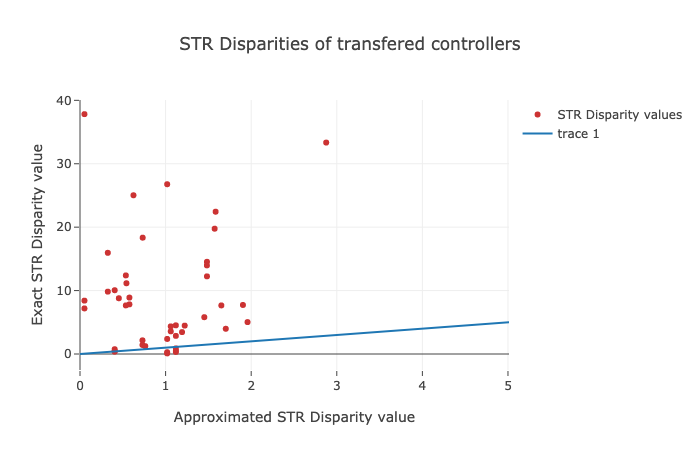 STR Disparities of transfered controllers
40
30
20
10
0
Exact STR Disparity value
0 1 2 3 4 5
Approximated STR Disparity value
STR Disparity values
trace 1